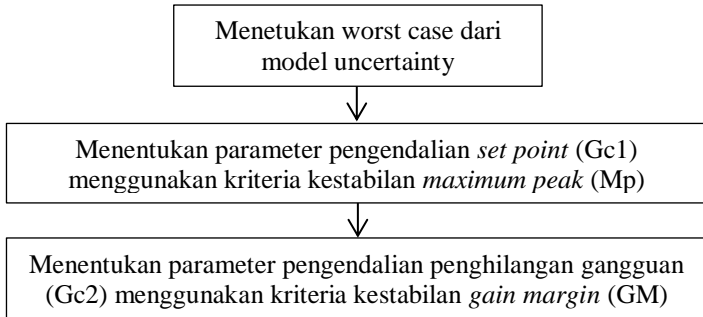 Menetukan worst case dari
model uncertainty
Menentukan parameter pengendalian set point (Gc1)
menggunakan kriteria kestabilan maximum peak (Mp)
Menentukan parameter pengendalian penghilangan gangguan
(Gc2) menggunakan kriteria kestabilan gain margin (GM)